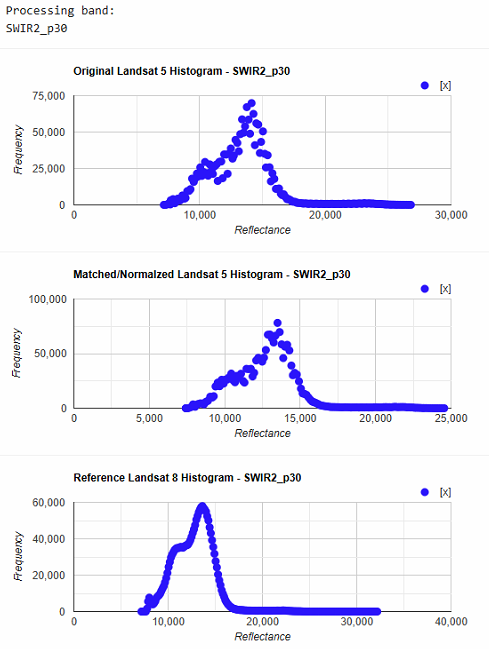 Processing band:
SWIR2_p30
Original Landsat 5 Histogram - SWIR2_p30
[x]
75,000
50,000
25,000
0
Frequency
0
10,000
20,000
30,000
Reflectance
Matched/Normalzed Landsat 5 Histogram - SWIR2_p30
[x]
100,000
50,000
0
Frequency
0
5,000
10,000
15,000
20,000
25,000
Reflectance
Reference Landsat 8 Histogram - SWIR2_p30
[x]
60,000
40,000
20,000
0
Frequency
0
10,000
20,000
30,000
40,000
Reflectance